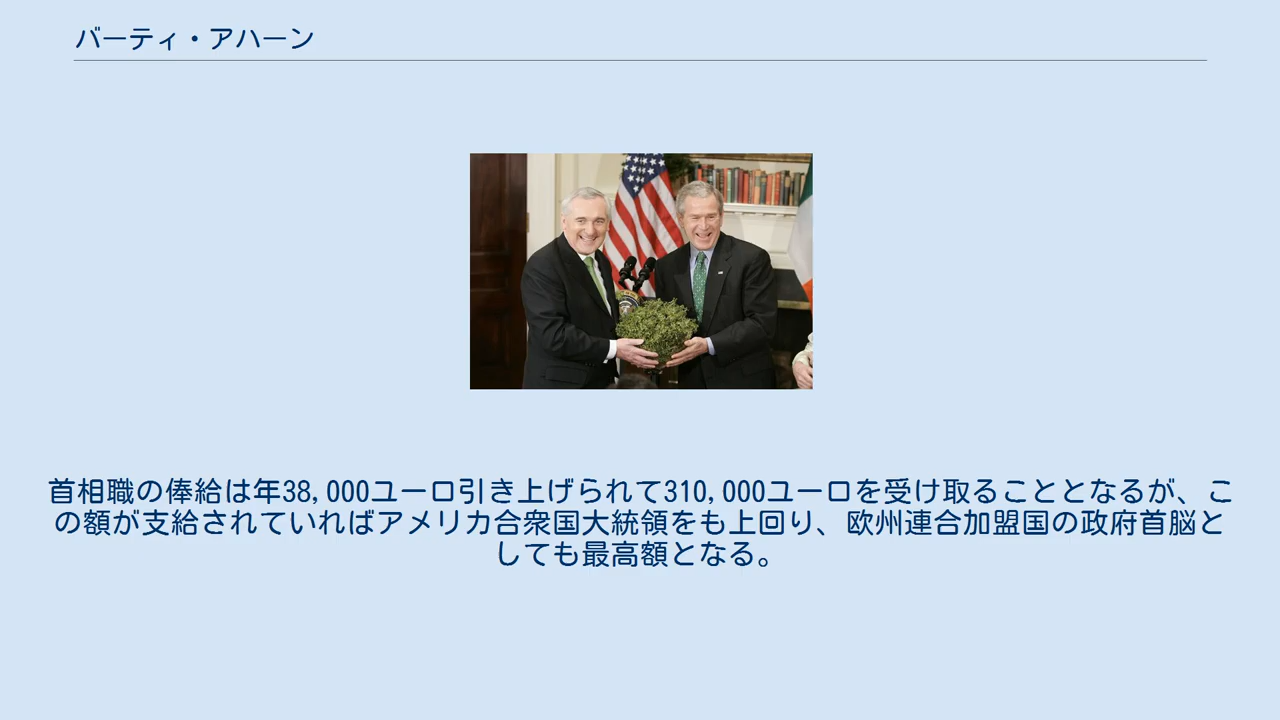 バーティ・アハーン
首相職の俸給は年38,000ユーロ引き上げられて310,000ユーロを受け取ることとなるが、こ
の額が支給されていればアメリカ合衆国大統領をも上回り、欧州連合加盟国の政府首脳と
しても最高額となる。